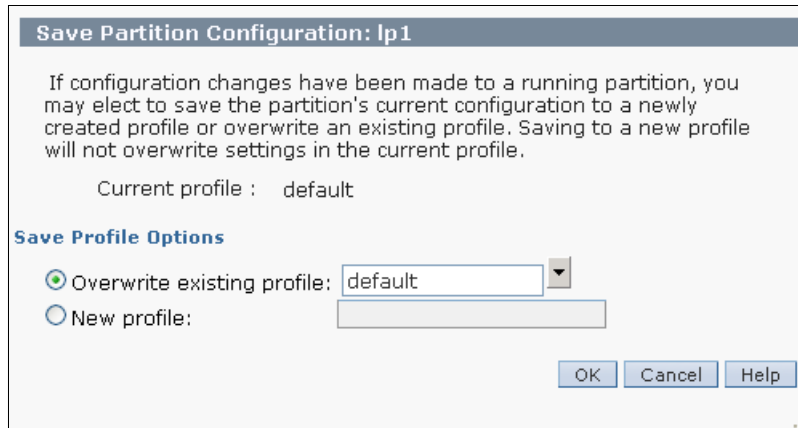 Save Partition Configuration: lp1
If configuration changes have been made to a running partition, you
may elect to save the partition's current configuration to a newly
created profile or overwrite an existing profile. Saving to a new profile
will not overwrite settings in the current profile.
Current profile : default
Save Profile Options
Overwrite existing profile: default
New profile:
OK Cancel Help